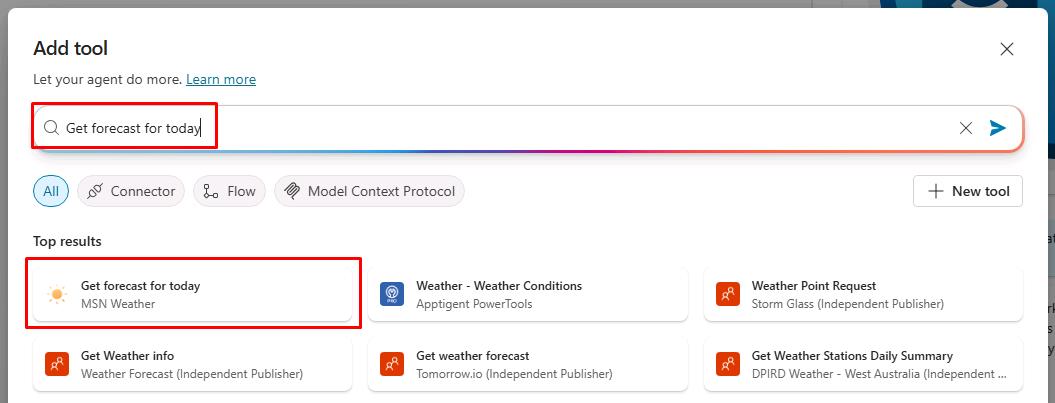 Add tool
Let your agent do more. Learn more
Get forecast for today
All
Connector
Flow
Model Context Protocol
New tool
Top results
Get forecast for today
MSN Weather
Weather - Weather Conditions
Apptigent PowerTools
PRO
Weather Point Request
Storm Glass (Independent Publisher)
Get Weather info
Weather Forecast (Independent Publisher)
Get weather forecast
Tomorrow.io (Independent Publisher)
Get Weather Stations Daily Summary
DPIRD Weather - West Australia (Independent ...